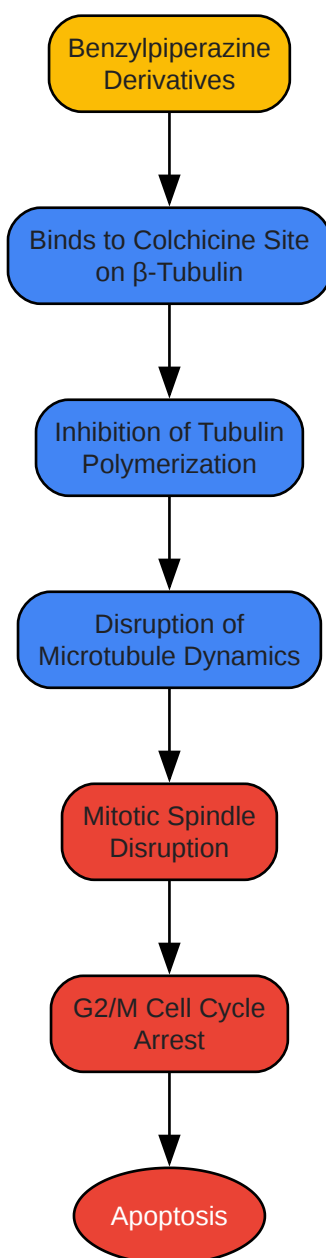 Benzylpiperazine
Derivatives
Binds to Colchicine Site
on β-Tubulin
Inhibition of Tubulin
Polymerization
Disruption of
Microtubule Dynamics
Mitotic Spindle
Disruption
G2/M Cell Cycle
Arrest
Apoptosis